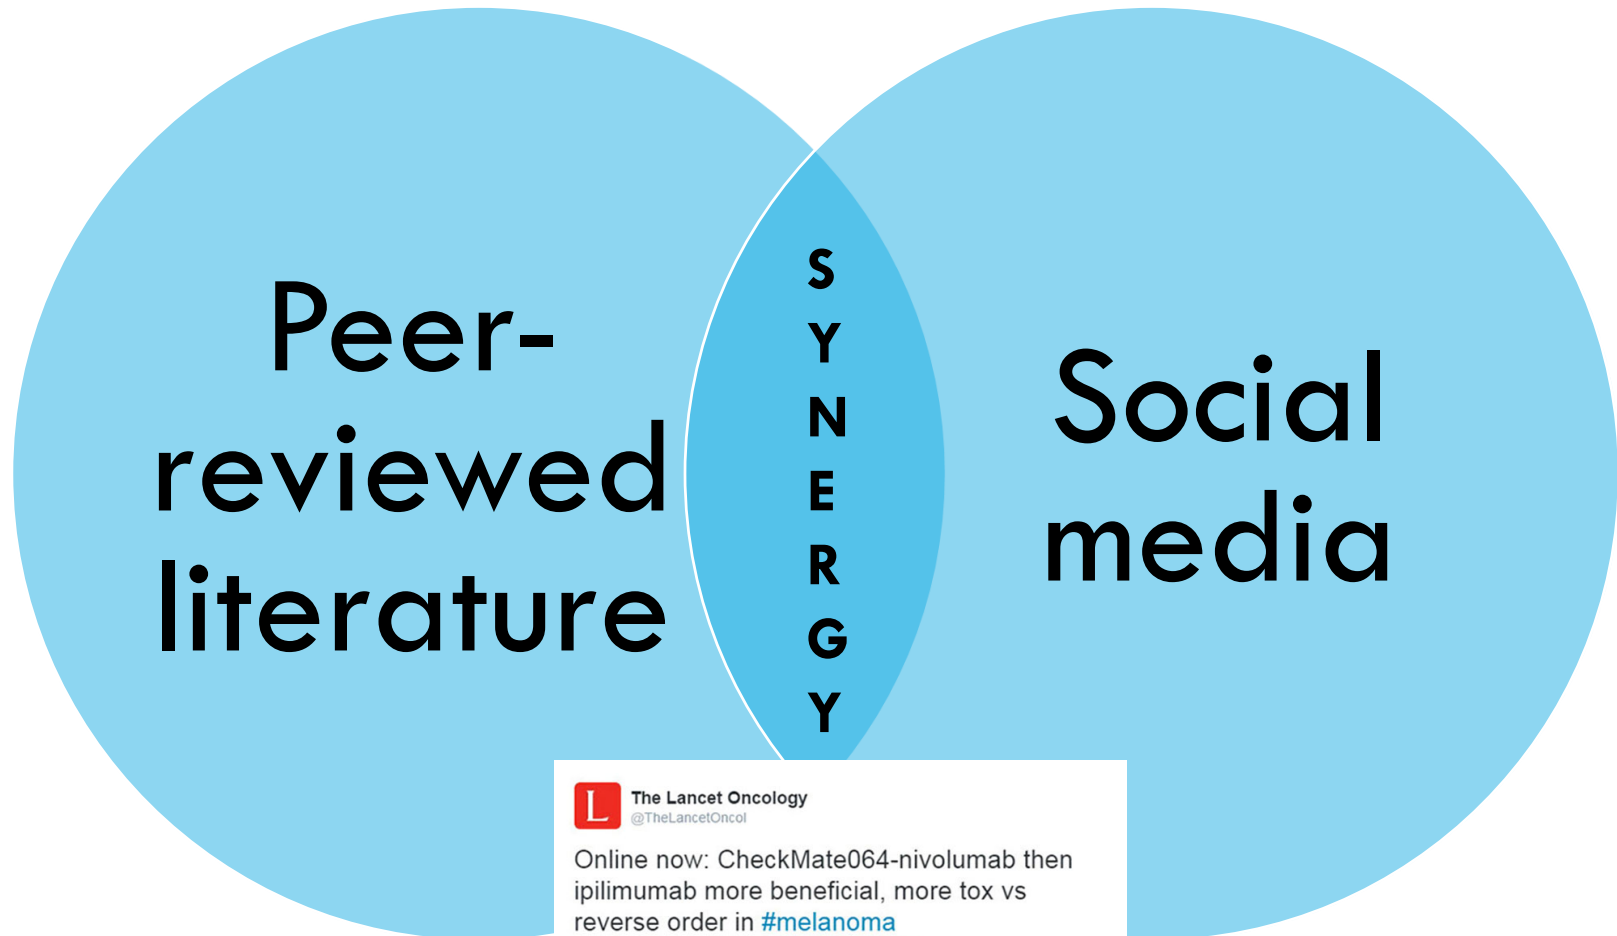 Peer-
reviewed
literature
S
Y
N
E
R
G
Y
Social
media
L
The Lancet Oncology
@TheLancetOncol
Online now: CheckMate064-nivolumab then
ipilimumab more beneficial, more tox vs
reverse order in #melanoma